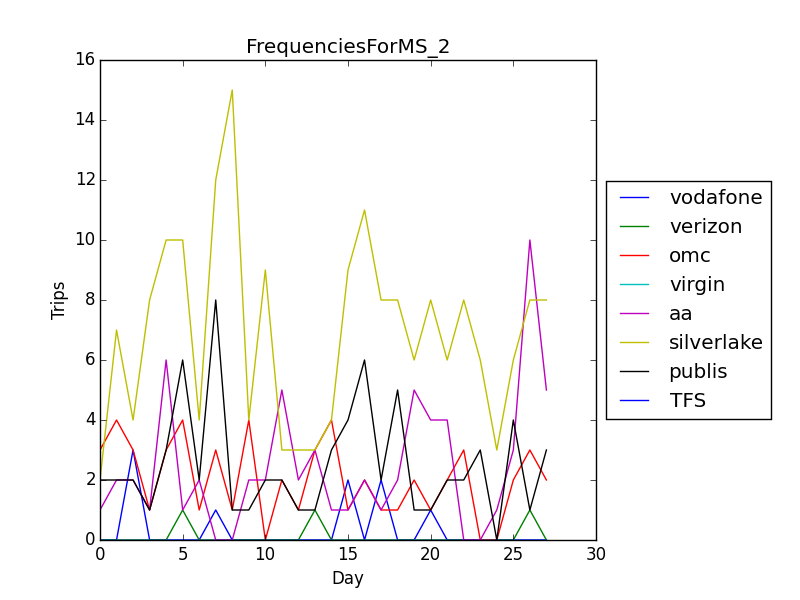 FrequenciesForMS_2
16
14
12
10
8
6
4
2
0
Trips
0 5 10 15 20 25 30
Day
vodafone
verizon
omc
virgin
aa
silverlake
publis
TFS